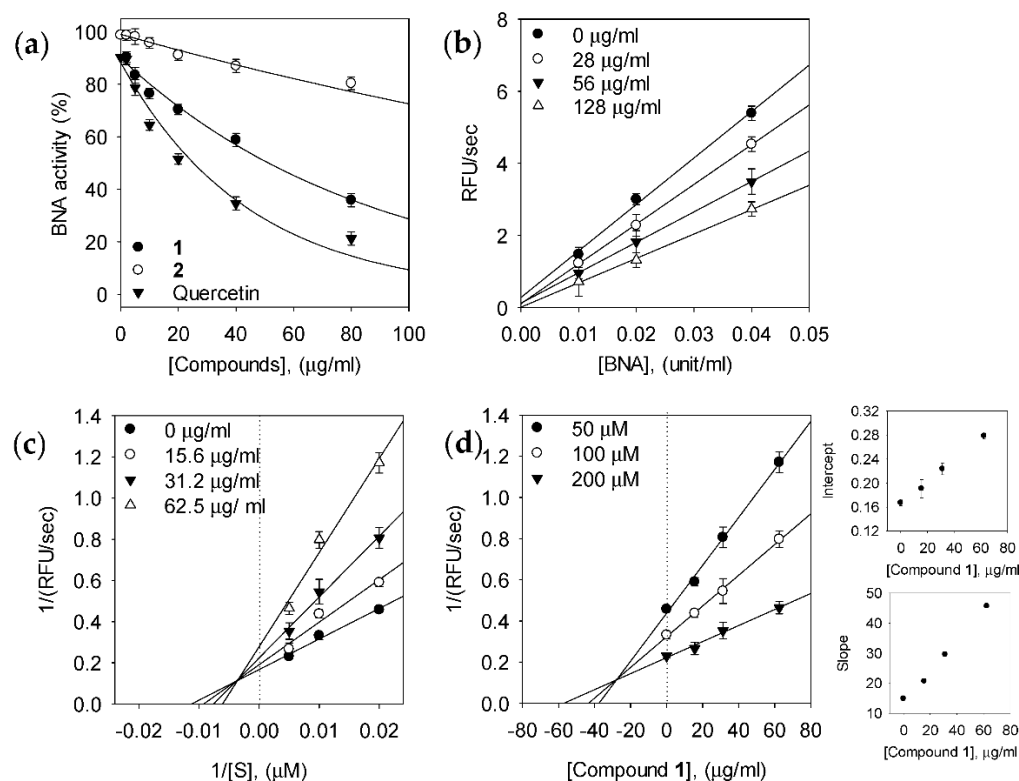 (a)
BNA activity (%)
100
80
60
40
20
0
1
2
Quercetin
0 20 40 60 80 100
[Compounds], (µg/ml)
(b)
RFU/sec
8
6
4
2
0
0 µg/ml
28 µg/ml
56 µg/ml
128 µg/ml
0.00 0.01 0.02 0.03 0.04 0.05
[BNA], (unit/ml)
(c)
1/(RFU/sec)
1.4
1.2
1.0
0.8
0.6
0.4
0.2
0.0
0 µg/ml
15.6 µg/ml
31.2 µg/ml
62.5 µg/ ml
-0.02 -0.01 0.00 0.01 0.02
1/[S], (µM)
(d)
1/(RFU/sec)
1.4
1.2
1.0
0.8
0.6
0.4
0.2
0.0
50 µM
100 µM
200 µM
-80 -60 -40 -20 0 20 40 60 80
[Compound 1], (µg/ml)
Intercept
0.32
0.28
0.24
0.20
0.16
0.12
0 20 40 60 80
[Compound 1], µg/ml
Slope
50
40
30
20
10
0 20 40 60 80
[Compound 1], µg/ml